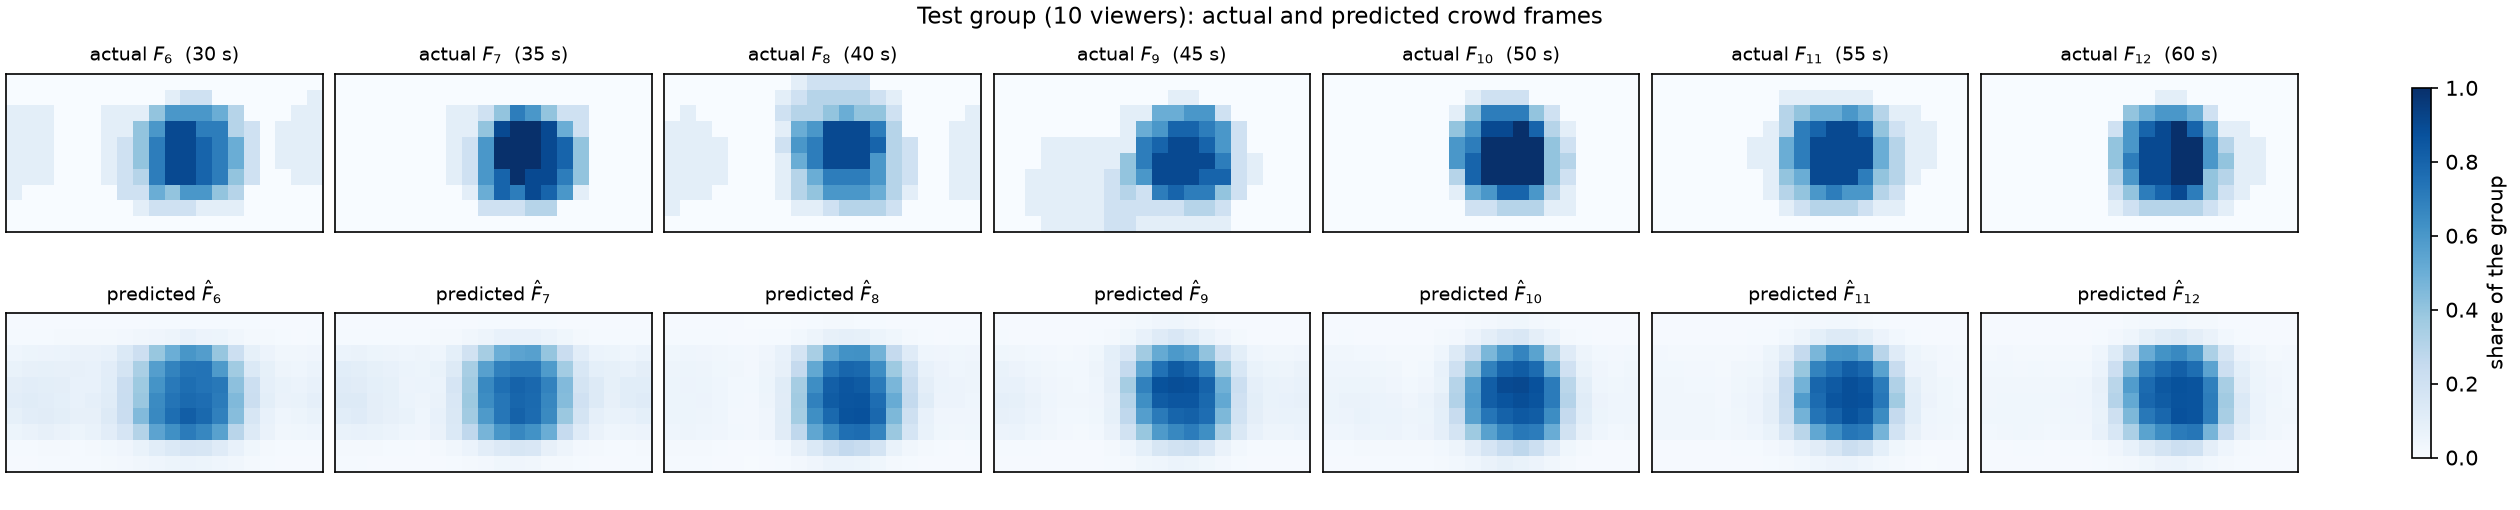 Test group (10 viewers): actual and predicted crowd frames
actual F₆ (30 s)
actual F₇ (35 s)
actual F₈ (40 s)
actual F₉ (45 s)
actual F₁₀ (50 s)
actual F₁₁ (55 s)
actual F₁₂ (60 s)
predicted F̂₆
predicted F̂₇
predicted F̂₈
predicted F̂₉
predicted F̂₁₀
predicted F̂₁₁
predicted F̂₁₂
1.0
0.8
0.6
0.4
0.2
0.0
share of the group